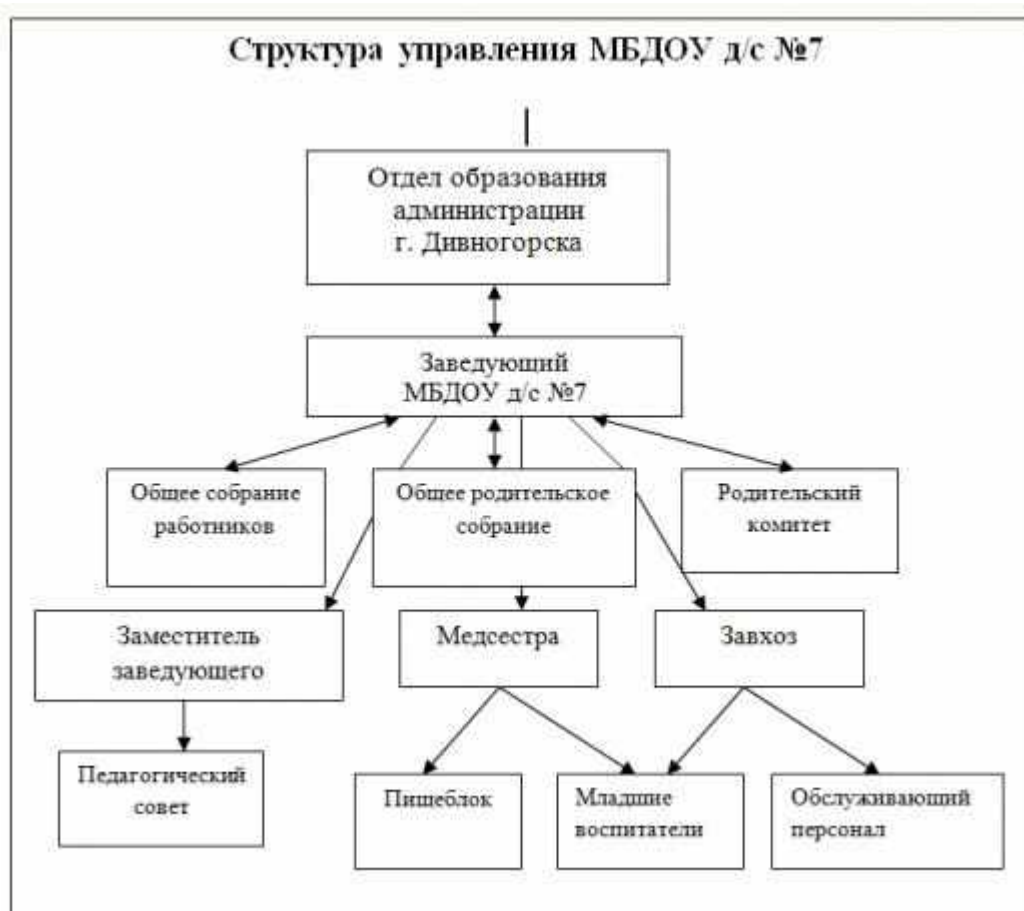 Структура управления МБДОУ д/с №7
Отдел образования
администрации
г. Дивногорска
Заведующий
МБДОУ д/с №7
Общее собрание
работников
Общее родительское
собрание
Родительский
комитет
Заместитель
заведуюшего
Медсестра
Завхоз
Педагогический
совет
Пищеблок
Младшие
воспитатели
Обслуживающий
персонал